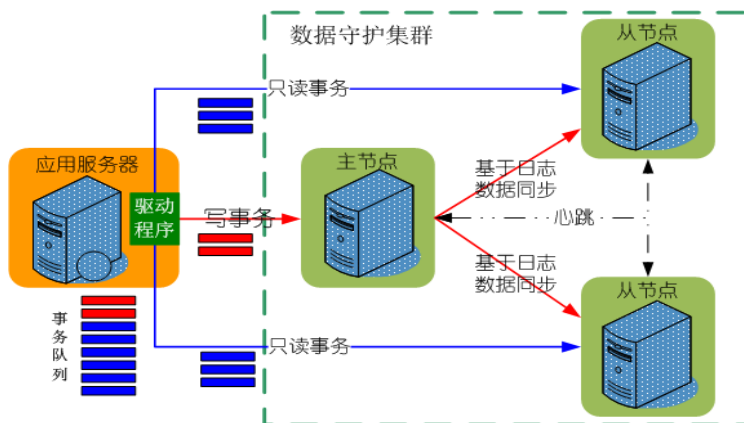 数据守护集群
从节点
只读事务
应用服务器
主节点
基于日志
数据同步
驱动
程序
写事务
心跳
基于日志
数据同步
从节点
事务队列
只读事务